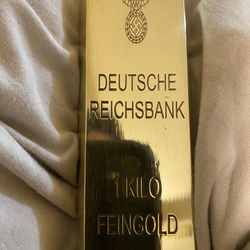 DEUTSCHE
REICHSBANK
1 KILO
FEINGOLD